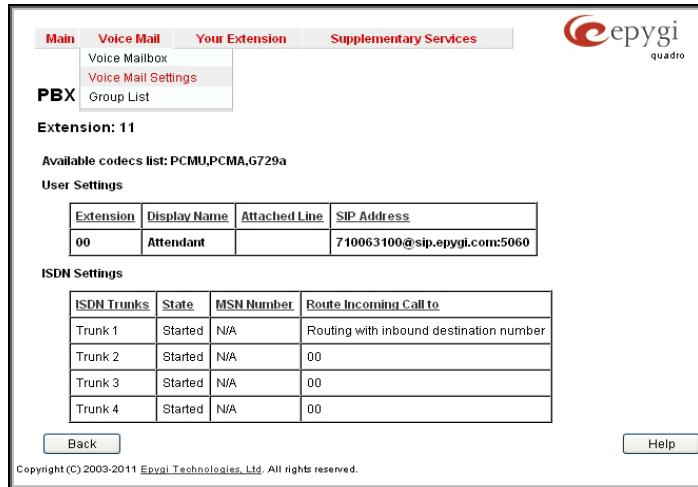 Main Voice Mail Your Extension Supplementary Services
epygi
quadro
Voice Mailbox
Voice Mail Settings
Group List
PBX
Extension: 11
Available codecs list: PCMU,PCMA,G729a
User Settings
Extension Display Name Attached Line SIP Address
00 Attendant 710063100@sip.epygi.com:5060
ISDN Settings
ISDN Trunks State MSN Number Route Incoming Call to
Trunk 1 Started N/A Routing with inbound destination number
Trunk 2 Started N/A 00
Trunk 3 Started N/A 00
Trunk 4 Started N/A 00
Back Help
Copyright (C) 2003-2011 Epygi Technologies, Ltd. All rights reserved.